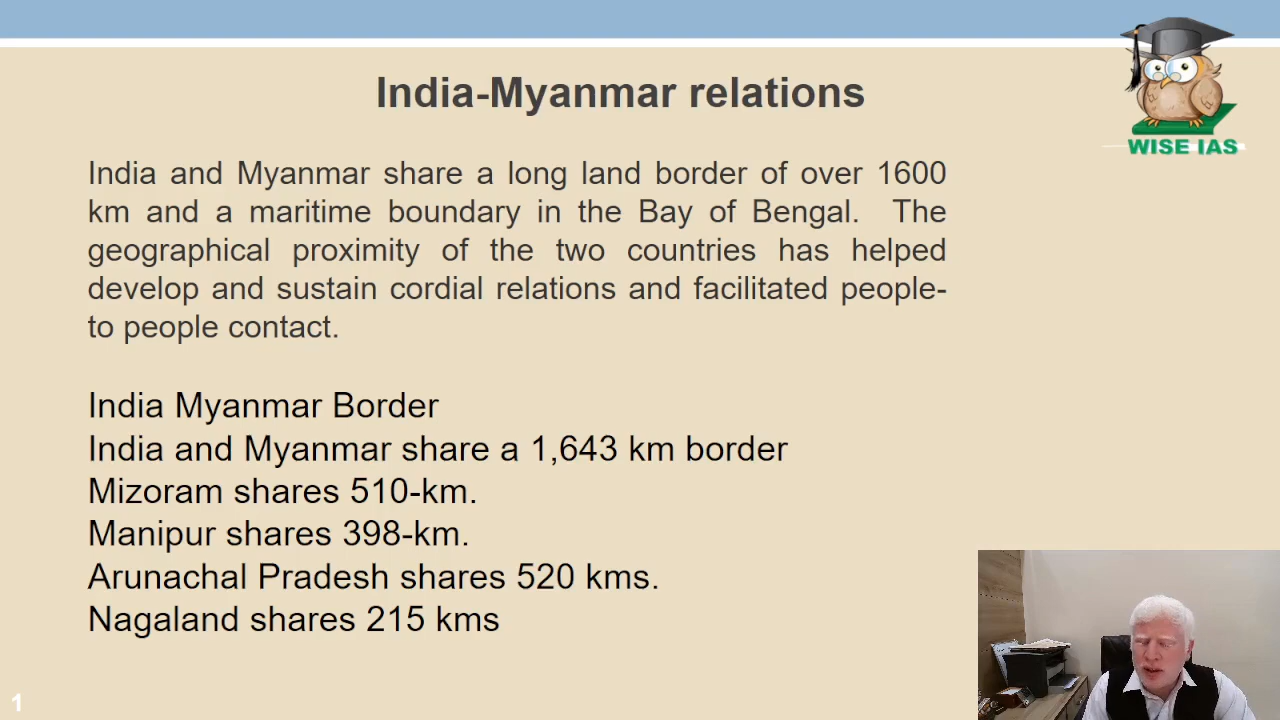 India-Myanmar relations
WISE IAS
India and Myanmar share a long land border of over 1600
km and a maritime boundary in the Bay of Bengal. The
geographical proximity of the two countries has helped
develop and sustain cordial relations and facilitated people-
to people contact.
India Myanmar Border
India and Myanmar share a 1,643 km border
Mizoram shares 510-km.
Manipur shares 398-km.
Arunachal Pradesh shares 520 kms.
Nagaland shares 215 kms
1